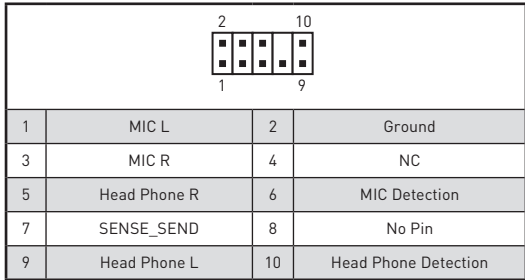 2 10
1 9
1 MIC L 2 Ground
3 MIC R 4 NC
5 Head Phone R 6 MIC Detection
7 SENSE_SEND 8 No Pin
9 Head Phone L 10 Head Phone Detection